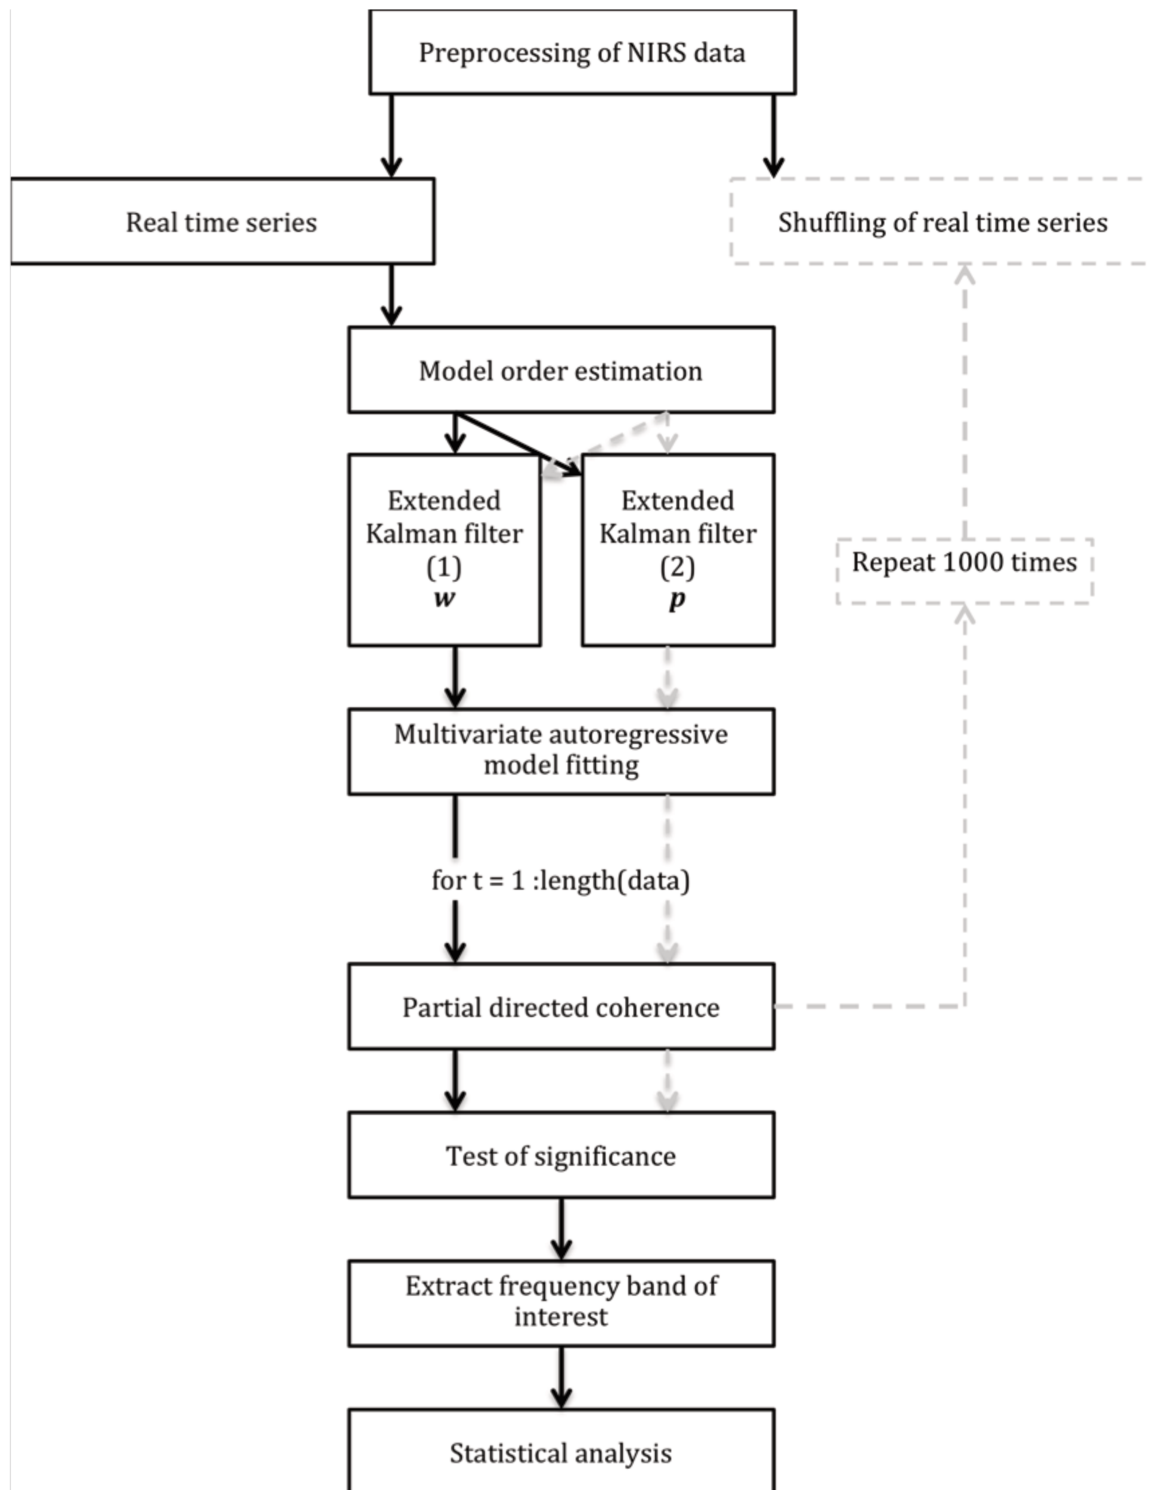 Preprocessing of NIRS data
Real time series
Shuffling of real time series
Model order estimation
Extended
Kalman filter
(1)
w
Extended
Kalman filter
(2)
p
Repeat 1000 times
Multivariate autoregressive
model fitting
for t = 1 :length(data)
Partial directed coherence
Test of significance
Extract frequency band of
interest
Statistical analysis